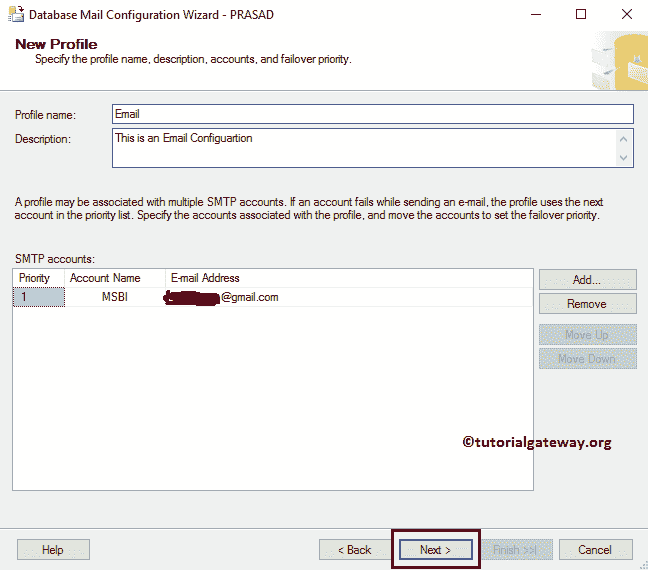 Database Mail Configuration Wizard - PRASAD
New Profile
Specify the profile name, description, accounts, and failover priority.
Profile name: Email
Description: This is an Email Configuartion
A profile may be associated with multiple SMTP accounts. If an account fails while sending an e-mail, the profile uses the next
account in the priority list. Specify the accounts associated with the profile, and move the accounts to set the failover priority.
SMTP accounts:
Priority Account Name E-mail Address
1 MSBI @gmail.com
Add...
Remove
Move Up
Move Down
©tutorialgateway.org
Help < Back Next > Finish >>| Cancel